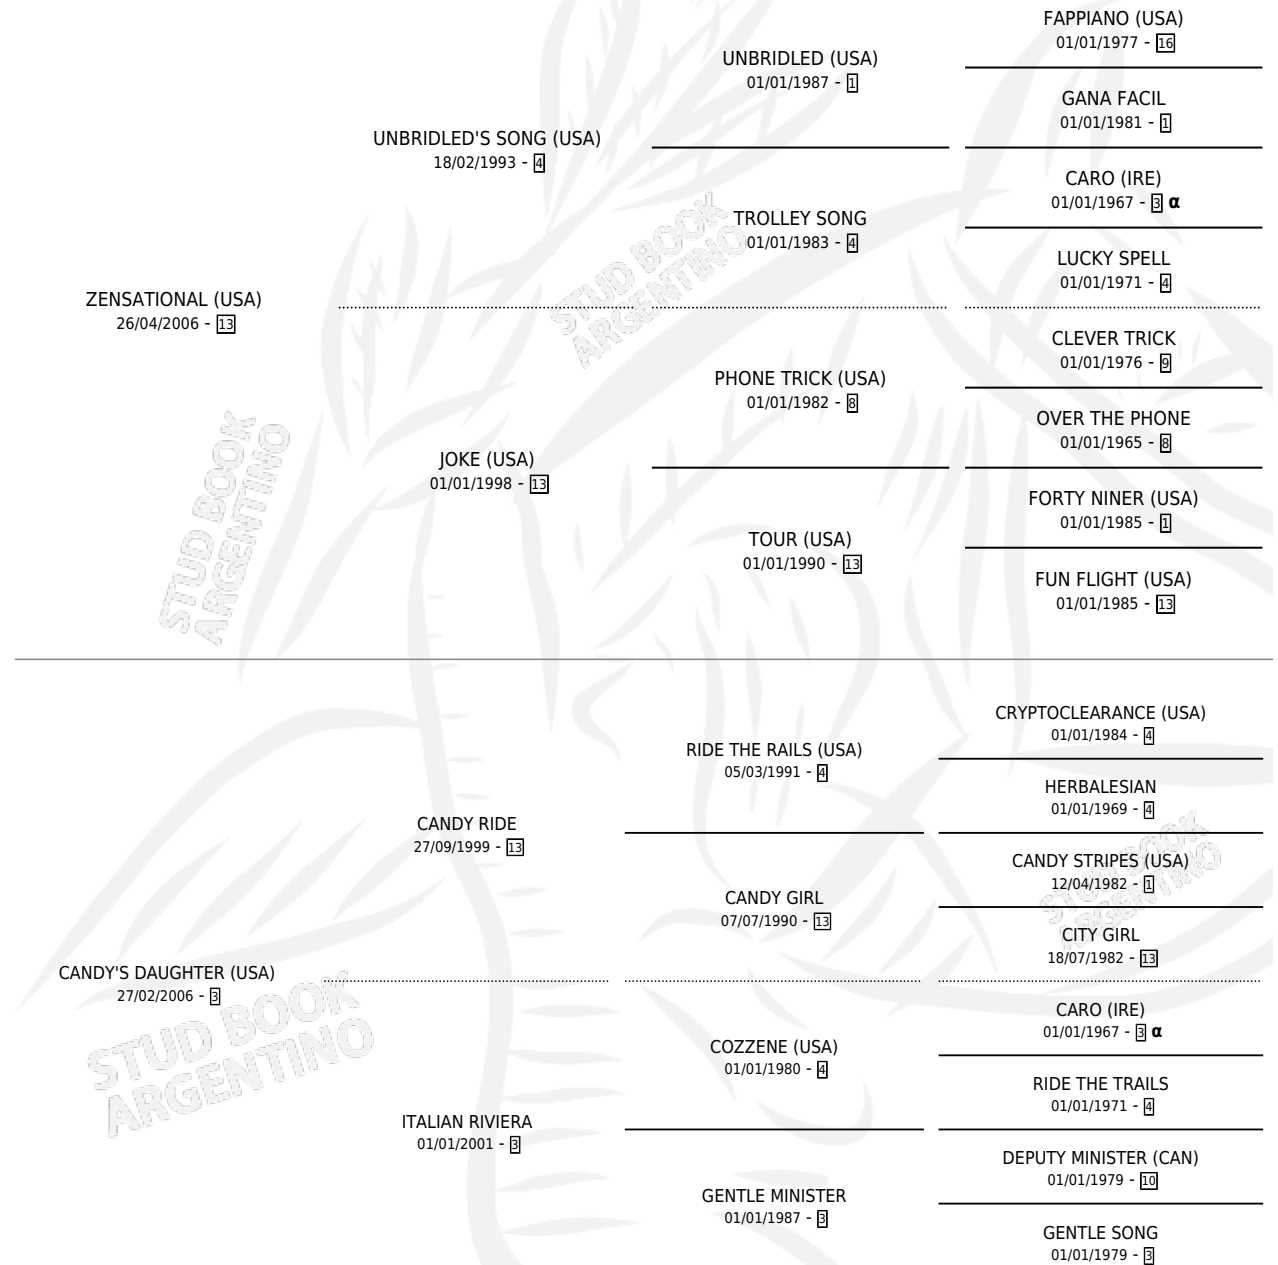 ZENSATIONAL (USA)
26/04/2006 - 13
UNBRIDLED'S SONG (USA)
18/02/1993 - 4
UNBRIDLED (USA)
01/01/1987 - 1
FAPPIANO (USA)
01/01/1977 - 16
GANA FACIL
01/01/1981 - 1
TROLLEY SONG
01/01/1983 - 4
CARO (IRE)
01/01/1967 - 3 α
LUCKY SPELL
01/01/1971 - 4
JOKE (USA)
01/01/1998 - 13
PHONE TRICK (USA)
01/01/1982 - 8
CLEVER TRICK
01/01/1976 - 9
OVER THE PHONE
01/01/1965 - 8
TOUR (USA)
01/01/1990 - 13
FORTY NINER (USA)
01/01/1985 - 1
FUN FLIGHT (USA)
01/01/1985 - 13
CANDY'S DAUGHTER (USA)
27/02/2006 - 3
CANDY RIDE
27/09/1999 - 13
RIDE THE RAILS (USA)
05/03/1991 - 4
CRYPTOCLEARANCE (USA)
01/01/1984 - 4
HERBALESIAN
01/01/1969 - 4
CANDY GIRL
07/07/1990 - 13
CANDY STRIPES (USA)
12/04/1982 - 1
CITY GIRL
18/07/1982 - 13
ITALIAN RIVIERA
01/01/2001 - 3
COZZENE (USA)
01/01/1980 - 4
CARO (IRE)
01/01/1967 - 3 α
RIDE THE TRAILS
01/01/1971 - 4
GENTLE MINISTER
01/01/1987 - 3
DEPUTY MINISTER (CAN)
01/01/1979 - 10
GENTLE SONG
01/01/1979 - 3
STUD BOOK
ARGENTINO
STUD BOOK
ARGENTINO
STUD BOOK
ARGENTINO
STUD BOOK
ARGENTINO